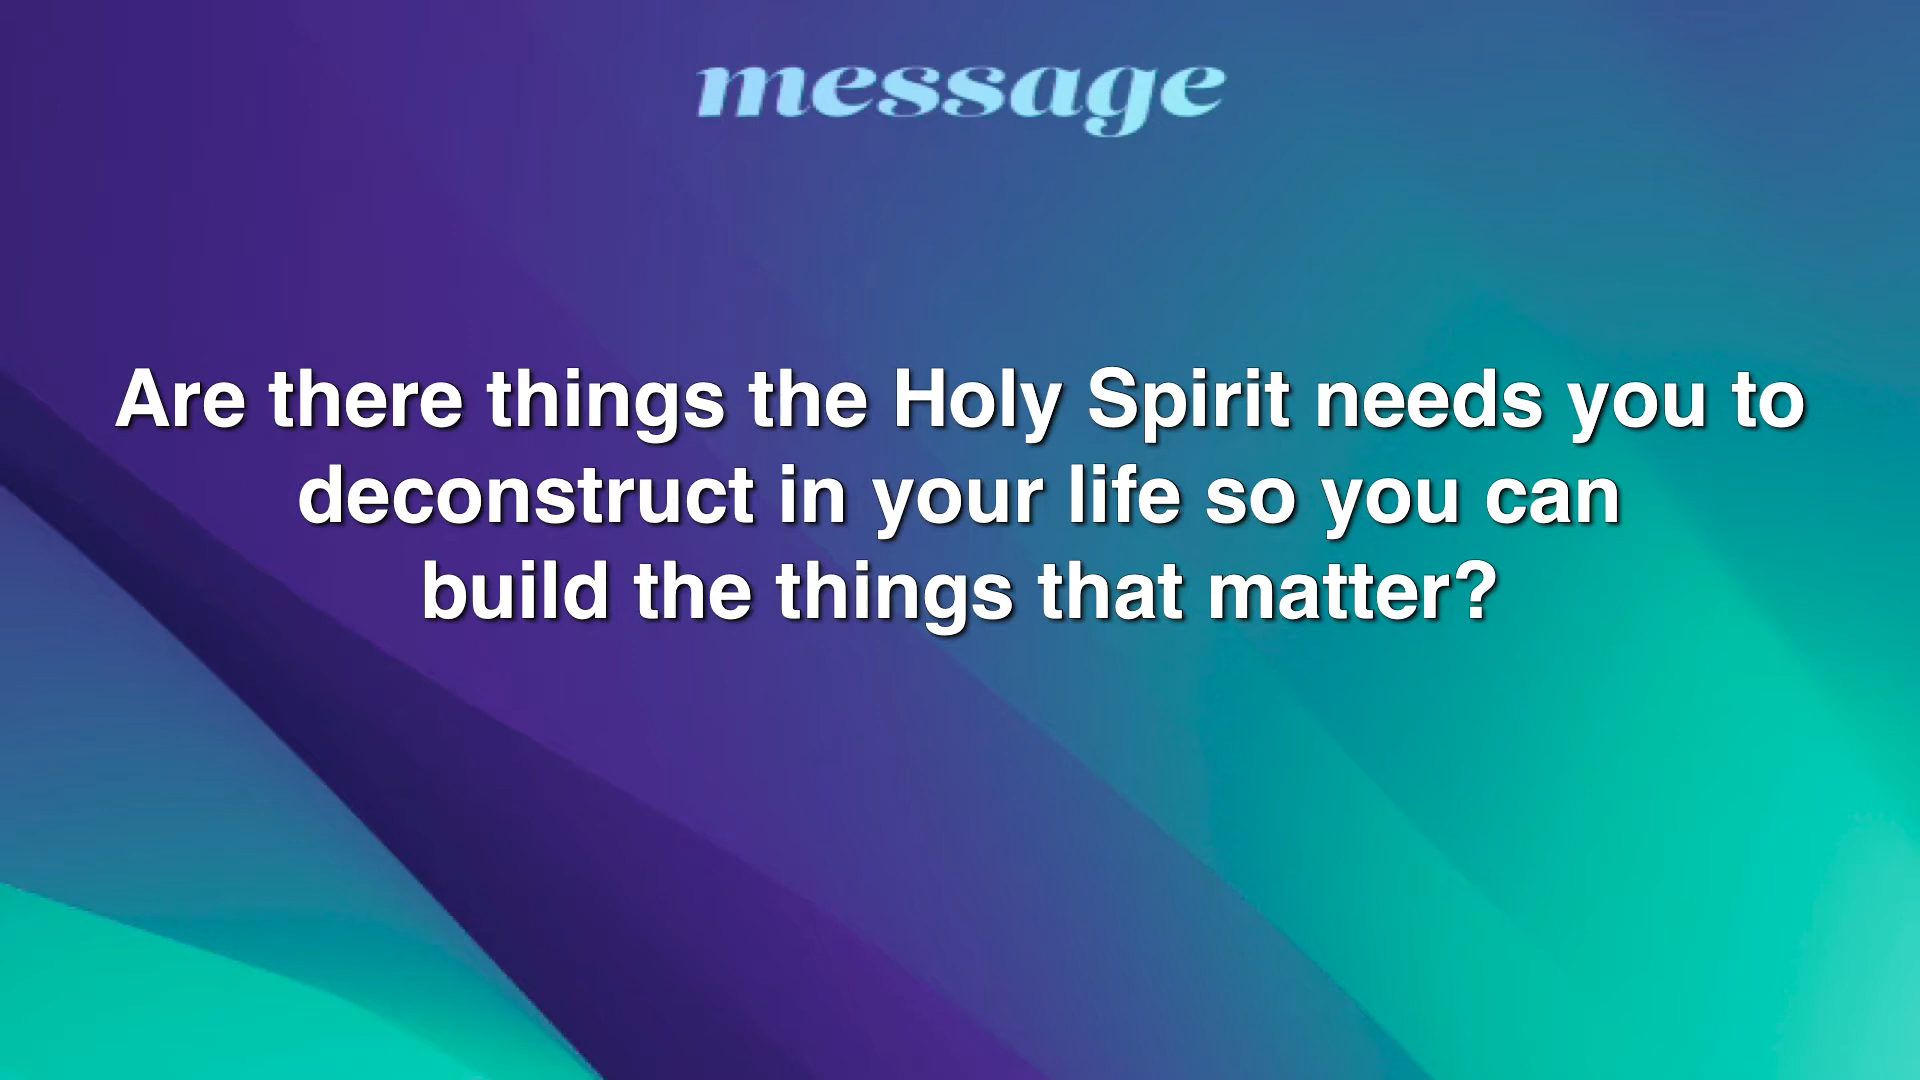 message
Are there things the Holy Spirit needs you to
deconstruct in your life so you can
build the things that matter?